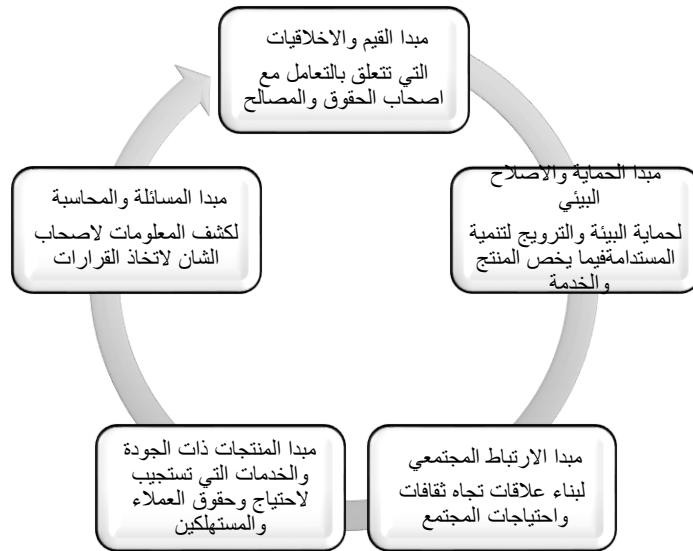 مبدا القيم والاخلاقيات
التي تتعلق بالتعامل مع
اصحاب الحقوق والمصالح
مبدا الحماية والاصلاح
البيئي
لحماية البيئة والترويج لتنمية
المستدامةفيما يخص المنتج
والخدمة
مبدا الارتباط المجتمعي
لبناء علاقات تجاه ثقافات
واحتياجات المجتمع
مبدا المنتجات ذات الجودة
والخدمات التي تستجيب
لاحتياج وحقوق العملاء
والمستهلكين
مبدا المسائلة والمحاسبة
لكشف المعلومات لاصحاب
الشان لاتخاذ القرارات